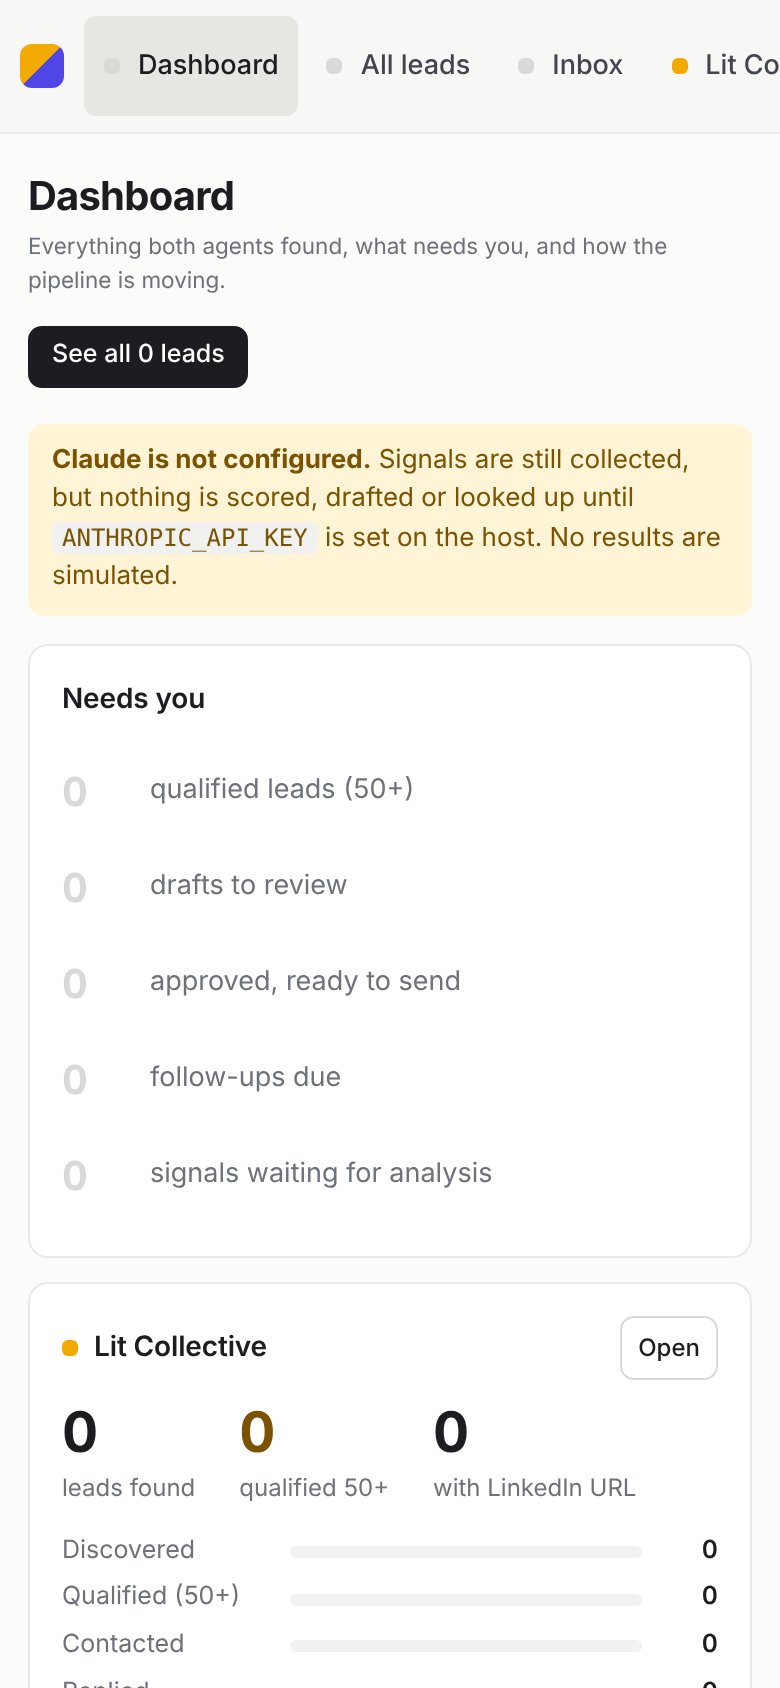 Dashboard
All leads
Inbox
Lit Co
Dashboard
Everything both agents found, what needs you, and how the
pipeline is moving.
See all 0 leads
Claude is not configured. Signals are still collected,
but nothing is scored, drafted or looked up until
ANTHROPIC_API_KEY is set on the host. No results are
simulated.
Needs you
0 qualified leads (50+)
0 drafts to review
0 approved, ready to send
0 follow-ups due
0 signals waiting for analysis
Lit Collective
Open
0 0 0
leads found qualified 50+ with LinkedIn URL
Discovered 0
Qualified (50+) 0
Contacted 0